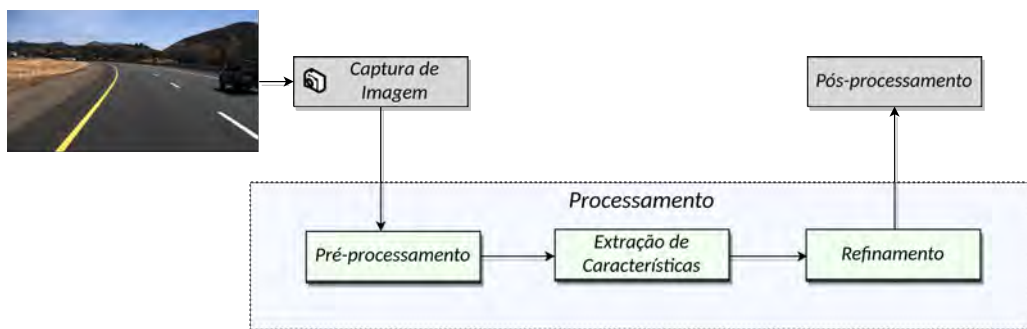 Captura de
Imagem
Pós-processamento
Processamento
Pré-processamento
Extração de
Características
Refinamento